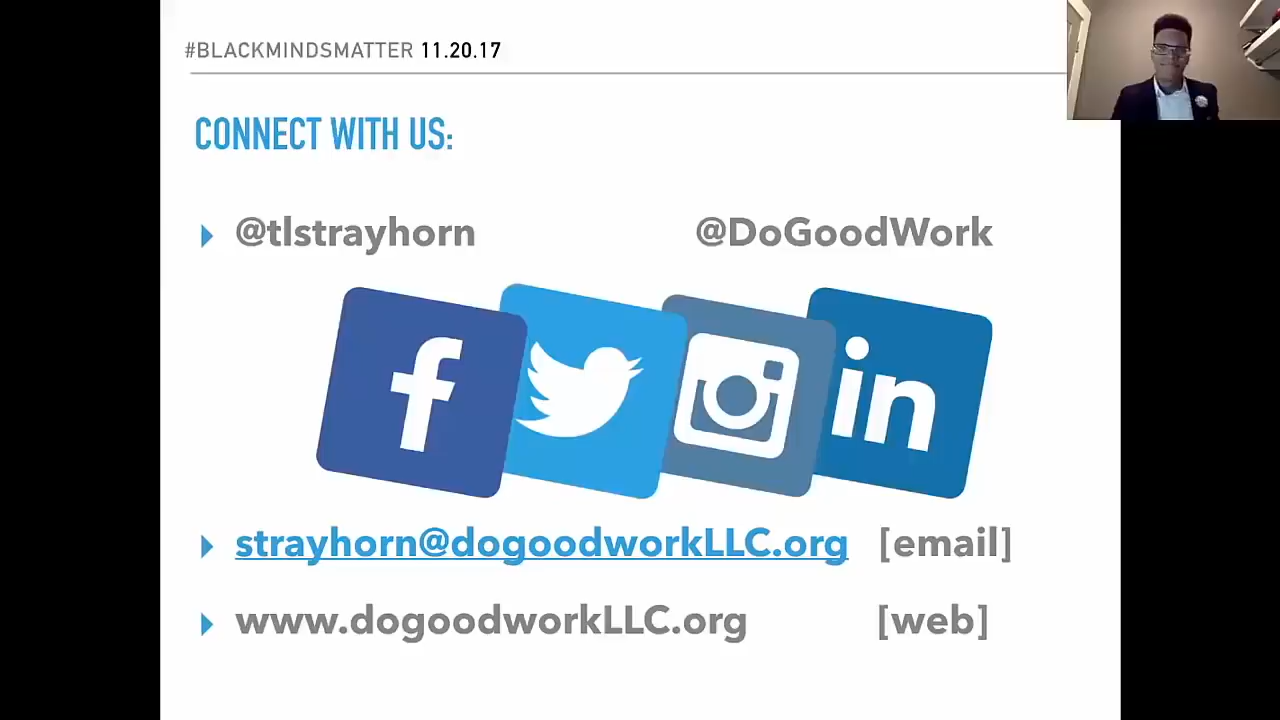 #BLACKMINDSMATTER 11.20.17
CONNECT WITH US:
@tlstrayhorn @DoGoodWork
f in
strayhorn@dogoodworkLLC.org [email]
www.dogoodworkLLC.org [web]